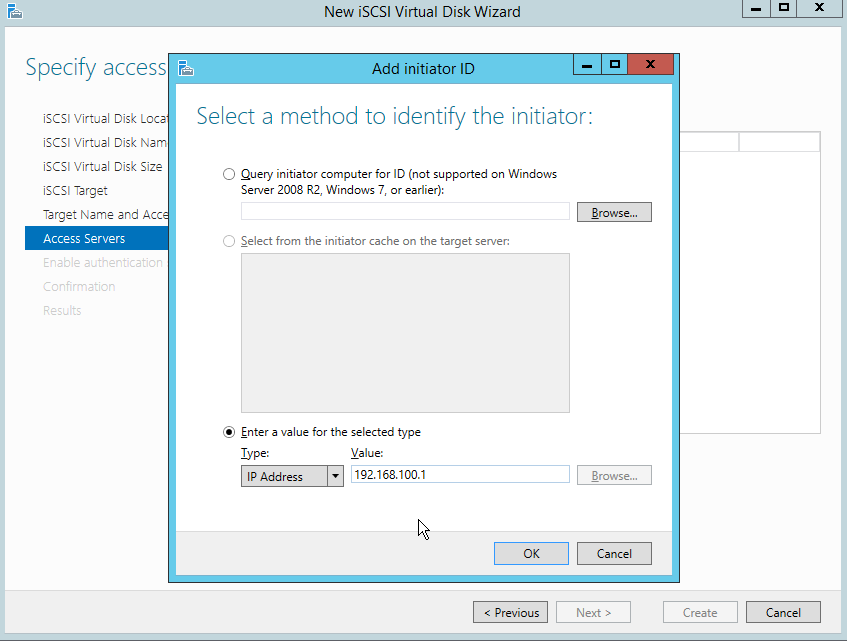 New iSCSI Virtual Disk Wizard
Specify access
iSCSI Virtual Disk Locat
iSCSI Virtual Disk Nam
iSCSI Virtual Disk Size
iSCSI Target
Target Name and Acce
Access Servers
Enable authentication
Confirmation
Results
Add initiator ID
Select a method to identify the initiator:
Query initiator computer for ID (not supported on Windows
Server 2008 R2, Windows 7, or earlier):
Browse...
Select from the initiator cache on the target server:
Enter a value for the selected type
Type: Value:
IP Address 192.168.100.1 Browse...
OK Cancel
< Previous Next > Create Cancel